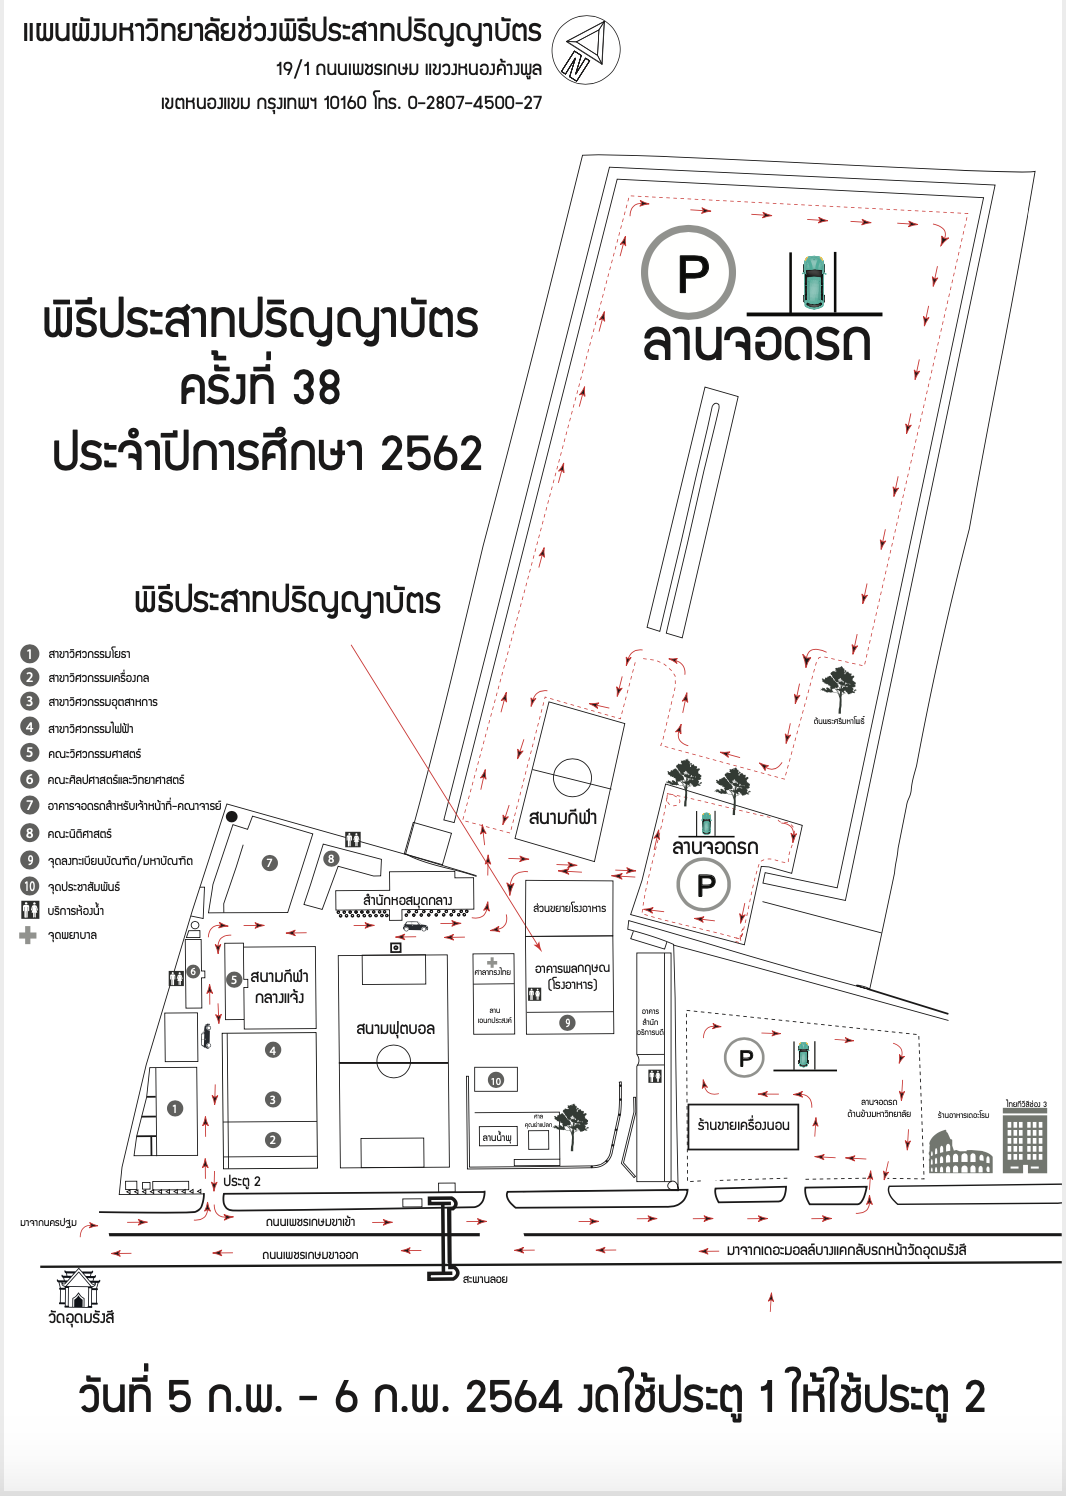 แผนผังมหาวิทยาลัยช่วงพิธีประสาทปริญญาบัตร
19/1 ถนนเพชรเกษม แขวงหนองค้างพูล
เขตหนองแขม กรุงเทพฯ 10160 โทร. 0-2807-4500-27
N
P
ลานจอดรถ
พิธีประสาทปริญญาบัตร
ครั้งที่ 38
ประจำปีการศึกษา 2562
พิธีประสาทปริญญาบัตร
1 สาขาวิศวกรรมโยธา
2 สาขาวิศวกรรมเครื่องกล
3 สาขาวิศวกรรมอุตสาหการ
4 สาขาวิศวกรรมไฟฟ้า
5 คณะวิศวกรรมศาสตร์
6 คณะศิลปศาสตร์และวิทยาศาสตร์
7 อาคารจอดรถสำหรับเจ้าหน้าที่-คณาจารย์
8 คณะนิติศาสตร์
9 จุดลงทะเบียนบัณฑิต/มหาบัณฑิต
10 จุดประชาสัมพันธ์
บริการห้องน้ำ
จุดพยาบาล
ต้นพระศรีมหาโพธิ์
สนามกีฬา
ลานจอดรถ
P
7
8
สำนักหอสมุดกลาง
ส่วนขยายโรงอาหาร
6
5
สนามกีฬา
กลางแจ้ง
ศาลาทรงไทย
อาคารพลกฤษณ
(โรงอาหาร)
ลาน
เอนกประสงค์
9
อาคาร
สำนัก
อธิการบดี
สนามฟุตบอล
4
3
2
1
10
ลานน้ำพุ
ศาล
P
ลานจอดรถ
ด้านข้างมหาวิทยาลัย
ร้านขายเครื่องนอน
ร้านอาหารเดอะโรม
ไทยทีวีสีช่อง 3
ประตู 2
มาจากนครปฐม
ถนนเพชรเกษมขาเข้า
ถนนเพชรเกษมขาออก
มาจากเดอะมอลล์บางแคกลับรถหน้าวัดอุดมรังสี
สะพานลอย
วัดอุดมรังสี
วันที่ 5 ก.พ. - 6 ก.พ. 2564 งดใช้ประตู 1 ให้ใช้ประตู 2